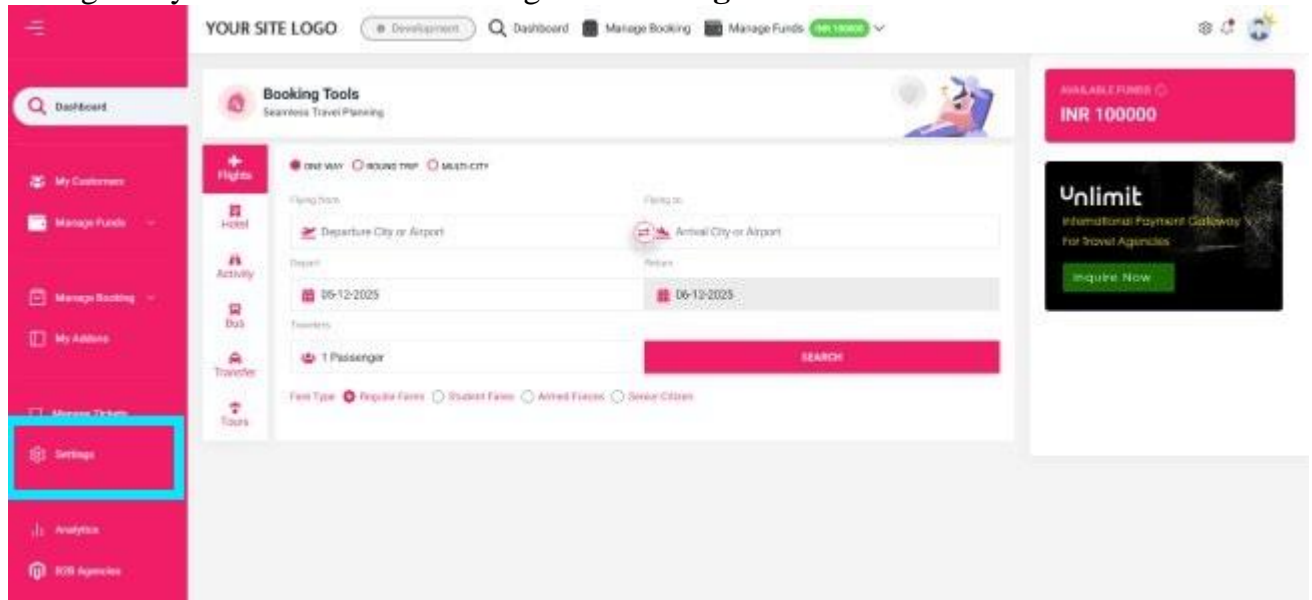 YOUR SITE LOGO
Development
Dashboard
Manage Booking
Manage Funds
INR 100000
Dashboard
My Customers
Manage Funds
Manage Booking
My Addons
Manage Tickets
Settings
Analytics
B2B Agencies
Booking Tools
Seamless Travel Planning
Flights
Hotel
Activity
Bus
Transfer
Tours
ONE WAY
ROUND TRIP
MULTI-CITY
Flying from
Flying to
Departure City or Airport
Arrival City or Airport
Depart
Return
05-12-2025
06-12-2025
Travelers
1 Passenger
SEARCH
Fare Type
Regular Fares
Student Fares
Armed Forces
Senior Citizen
AVAILABLE FUNDS
INR 100000
Unlimit
International Payment Gateway
For Travel Agencies
Inquire Now